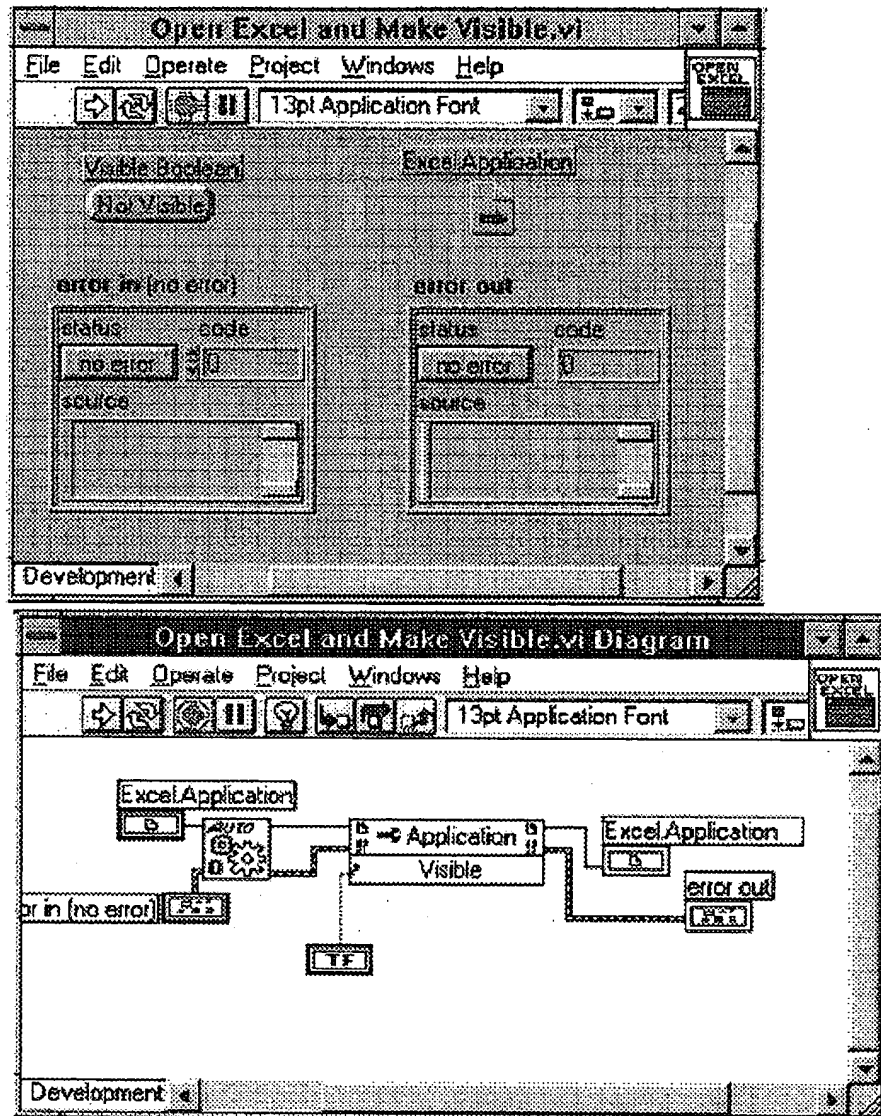 Open Excel and Make Visible.vi
File Edit Operate Project Windows Help
OPEN EXCEL
13pt Application Font
Visible Boolean
Excel.Application
Not Visible
error in (no error)
error out
status code
status code
no error 0
no error 0
source
source
Development
Open Excel and Make Visible.vi Diagram
File Edit Operate Project Windows Help
OPEN EXCEL
13pt Application Font
Excel.Application
AUTO
Application
Visible
Excel.Application
or in (no error)
error out
TF
Development